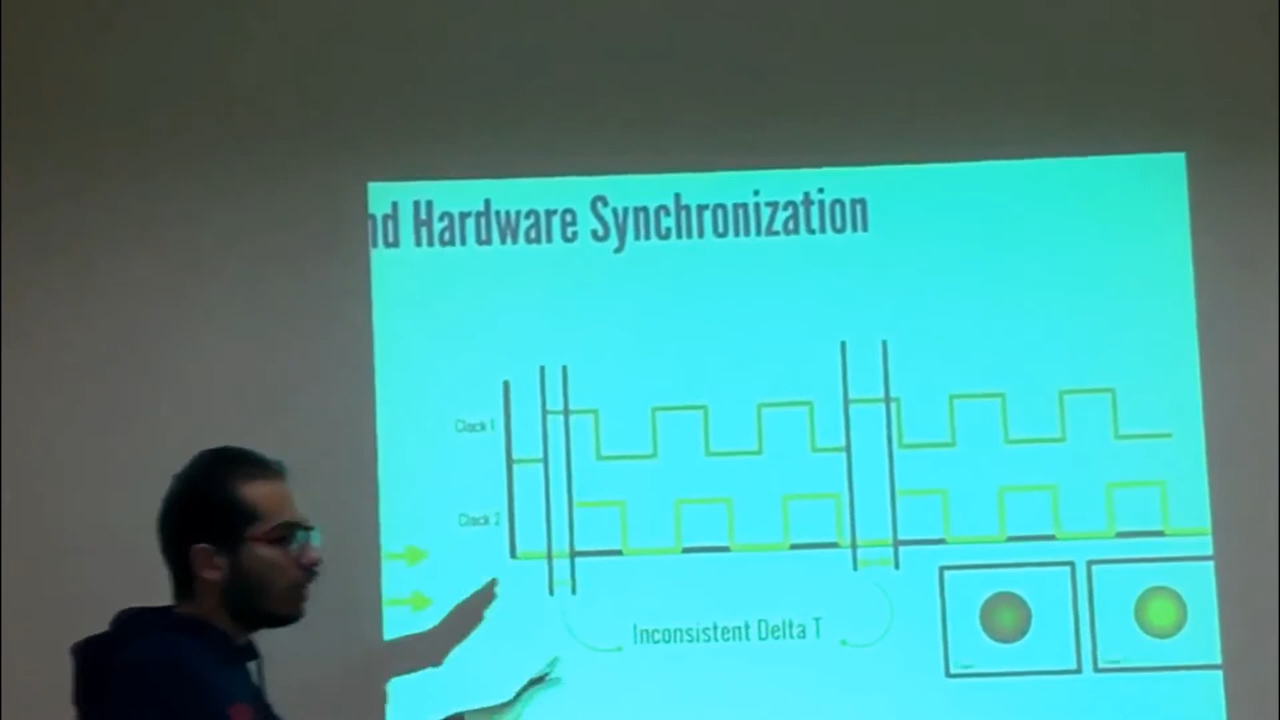 nd Hardware Synchronization
Clock 1
Clock 2
Inconsistent Delta T